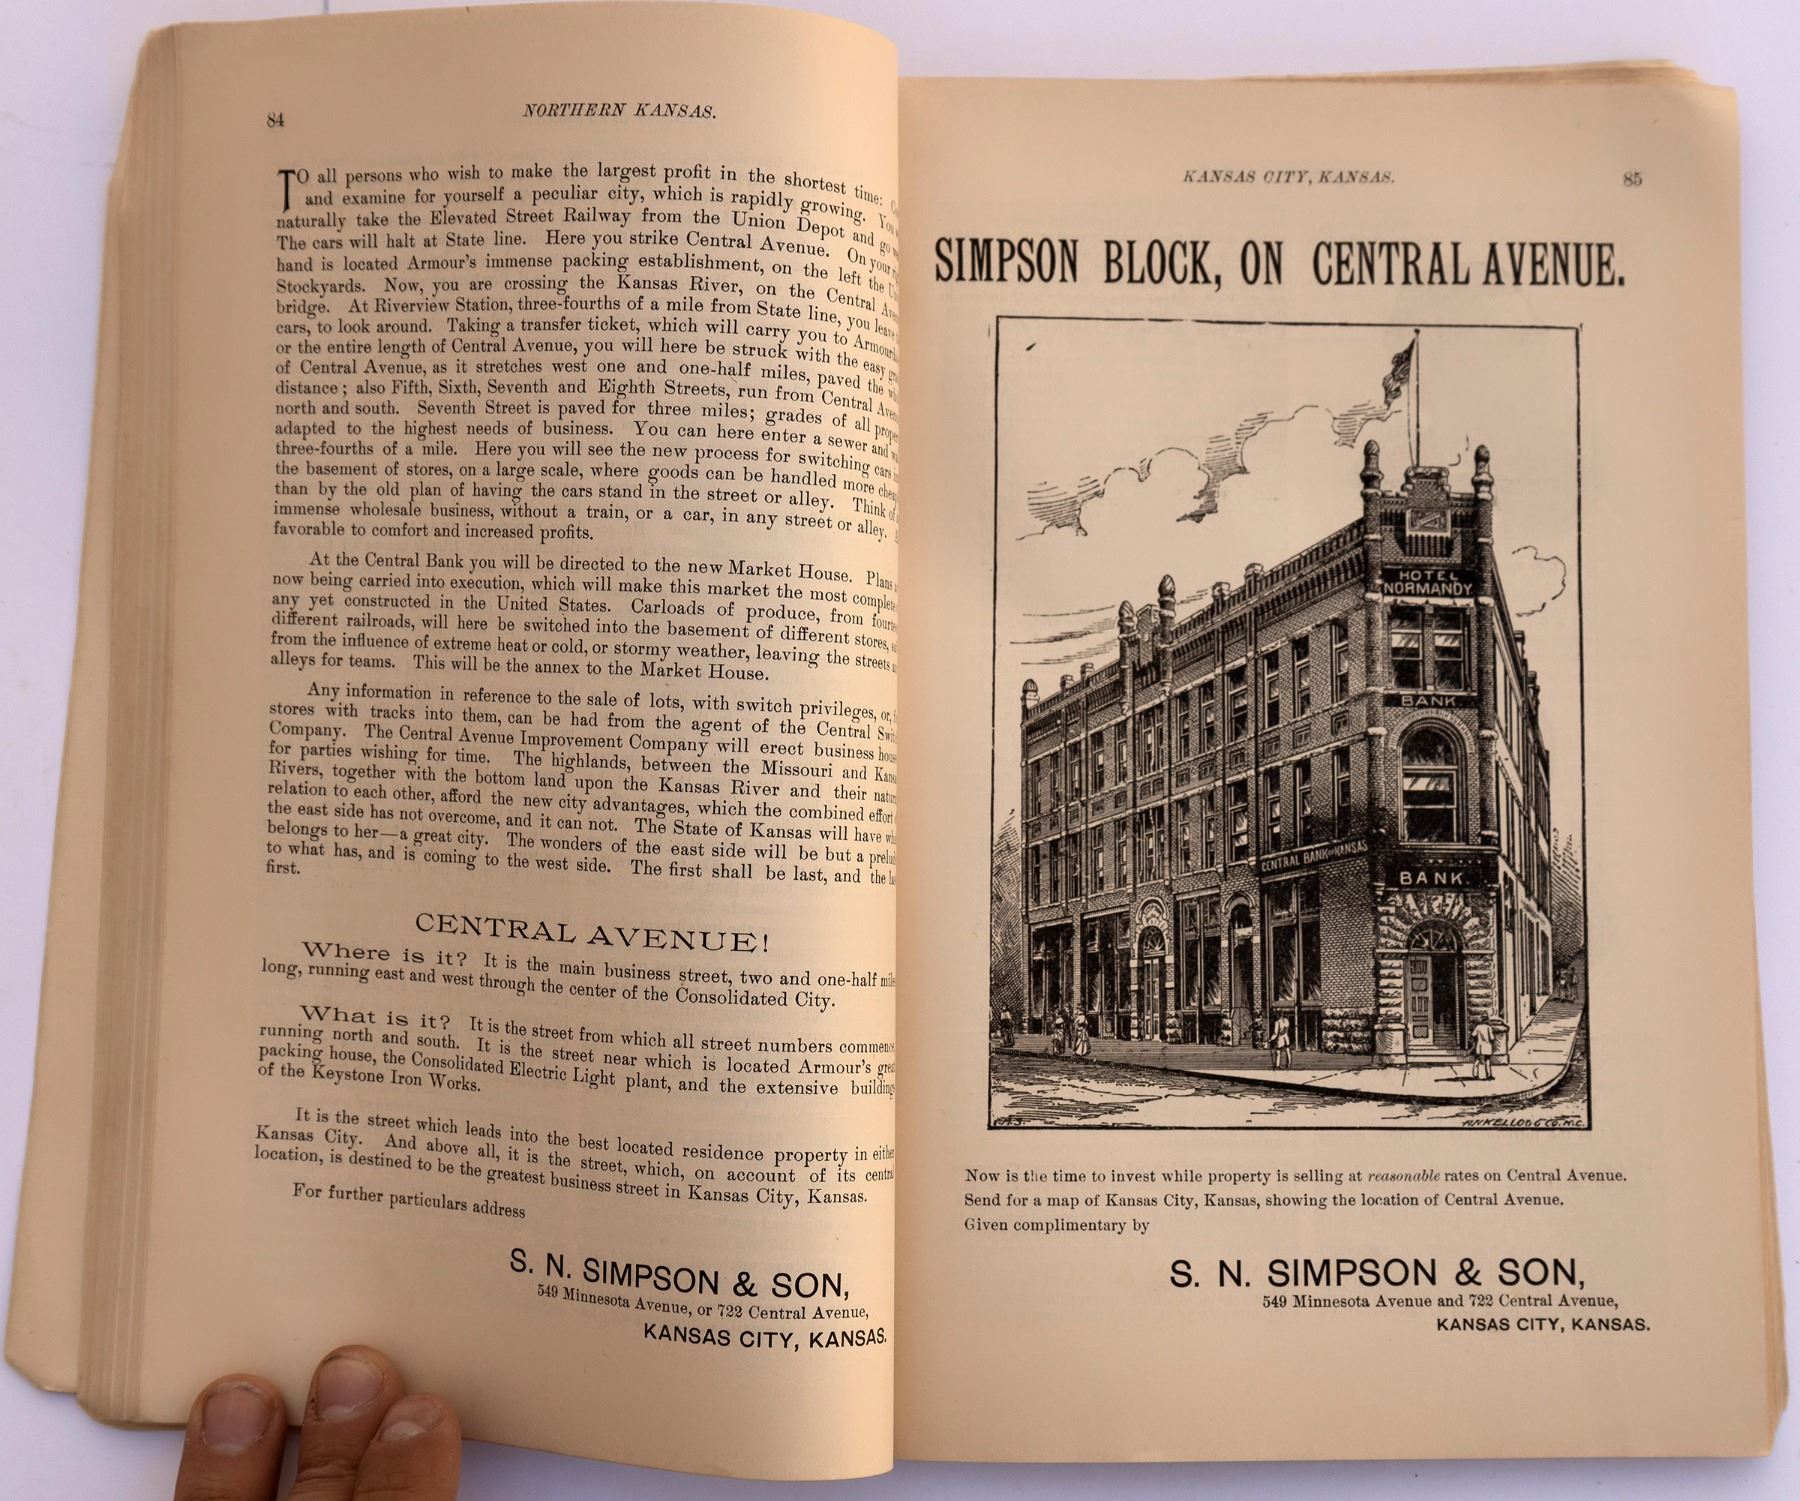 84
NORTHERN KANSAS.
TO all persons who wish to make the largest profit in the shortest time:
and examine for yourself a peculiar city, which is rapidly growing.
naturally take the Elevated Street Railway from the Union Depot and go
The cars will halt at State line. Here you strike Central Avenue. On your
hand is located Armour's immense packing establishment, on the left the
Stockyards. Now, you are crossing the Kansas River, on the Central
bridge. At Riverview Station, three-fourths of a mile from State line, you leave
cars, to look around. Taking a transfer ticket, which will carry you to
or the entire length of Central Avenue, you will here be struck with the easy
of Central Avenue, as it stretches west one and one-half miles, paved the
distance; also Fifth, Sixth, Seventh and Eighth Streets, run from Central
north and south. Seventh Street is paved for three miles; grades of all
adapted to the highest needs of business. You can here enter a sewer and
three-fourths of a mile. Here you will see the new process for switching cars
the basement of stores, on a large scale, where goods can be handled more
than by the old plan of having the cars stand in the street or alley. Think of
immense wholesale business, without a train, or a car, in any street or alley.
favorable to comfort and increased profits.
At the Central Bank you will be directed to the new Market House. Plans
now being carried into execution, which will make this market the most complete
any yet constructed in the United States. Carloads of produce, from
different railroads, will here be switched into the basement of different stores,
from the influence of extreme heat or cold, or stormy weather, leaving the streets
alleys for teams. This will be the annex to the Market House.
Any information in reference to the sale of lots, with switch privileges, or,
stores with tracks into them, can be had from the agent of the Central
Company. The Central Avenue Improvement Company will erect business
for parties wishing for time. The highlands, between the Missouri and
Rivers, together with the bottom land upon the Kansas River and their
relation to each other, afford the new city advantages, which the combined effort
the east side has not overcome, and it can not. The State of Kansas will have
belongs to her—a great city. The wonders of the east side will be but a
to what has, and is coming to the west side. The first shall be last, and the
first.
CENTRAL AVENUE!
Where is it? It is the main business street, two and one-half
long, running east and west through the center of the Consolidated City.
What is it? It is the street from which all street numbers commence,
running north and south. It is the street near which is located Armour's
packing house, the Consolidated Electric Light plant, and the extensive
of the Keystone Iron Works.
It is the street which leads into the best located residence property in
Kansas City. And above all, it is the street, which, on account of its
location, is destined to be the greatest business street in Kansas City, Kansas.
For further particulars address
S. N. SIMPSON & SON,
549 Minnesota Avenue, or 722 Central Avenue,
KANSAS CITY, KANSAS.
KANSAS CITY, KANSAS.
85
SIMPSON BLOCK, ON CENTRAL AVENUE.
HOTEL
NORMANDY
BANK
CENTRAL BANK OF KANSAS
BANK.
Now is the time to invest while property is selling at reasonable rates on Central Avenue.
Send for a map of Kansas City, Kansas, showing the location of Central Avenue.
Given complimentary by
S. N. SIMPSON & SON,
549 Minnesota Avenue and 722 Central Avenue,
KANSAS CITY, KANSAS.